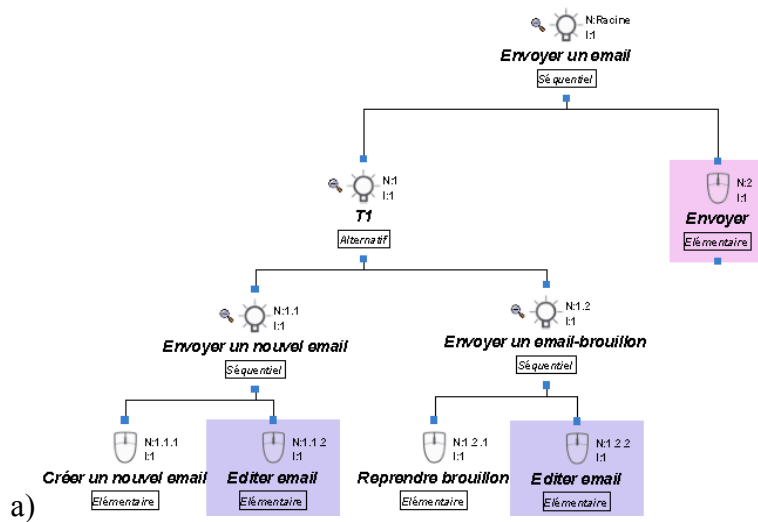 N:Racine
I:1
Envoyer un email
Séquentiel
N:1
I:1
T1
Alternatif
N:2
I:1
Envoyer
Elémentaire
N:1.1
I:1
Envoyer un nouvel email
Séquentiel
N:1.2
I:1
Envoyer un email-brouillon
Séquentiel
N:1.1.1
I:1
Créer un nouvel email
Elémentaire
N:1.1.2
I:1
Editer email
Elémentaire
N:1.2.1
I:1
Reprendre brouillon
Elémentaire
N:1.2.2
I:1
Editer email
Elémentaire
a)